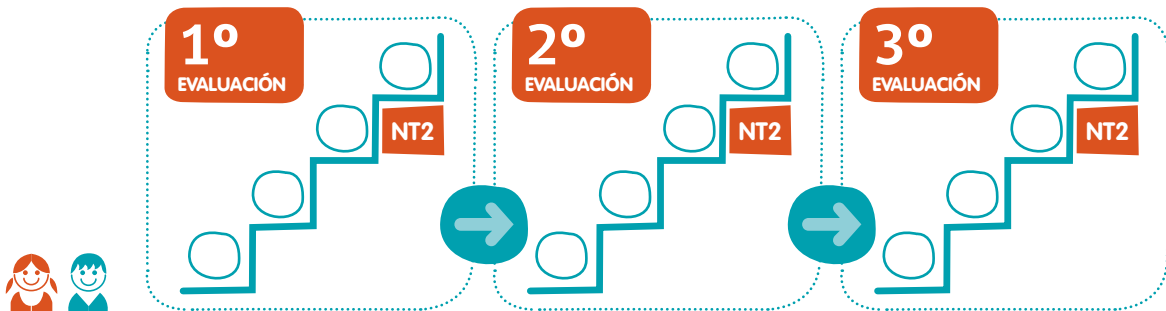 1º
EVALUACIÓN
NT2
2º
EVALUACIÓN
NT2
3º
EVALUACIÓN
NT2